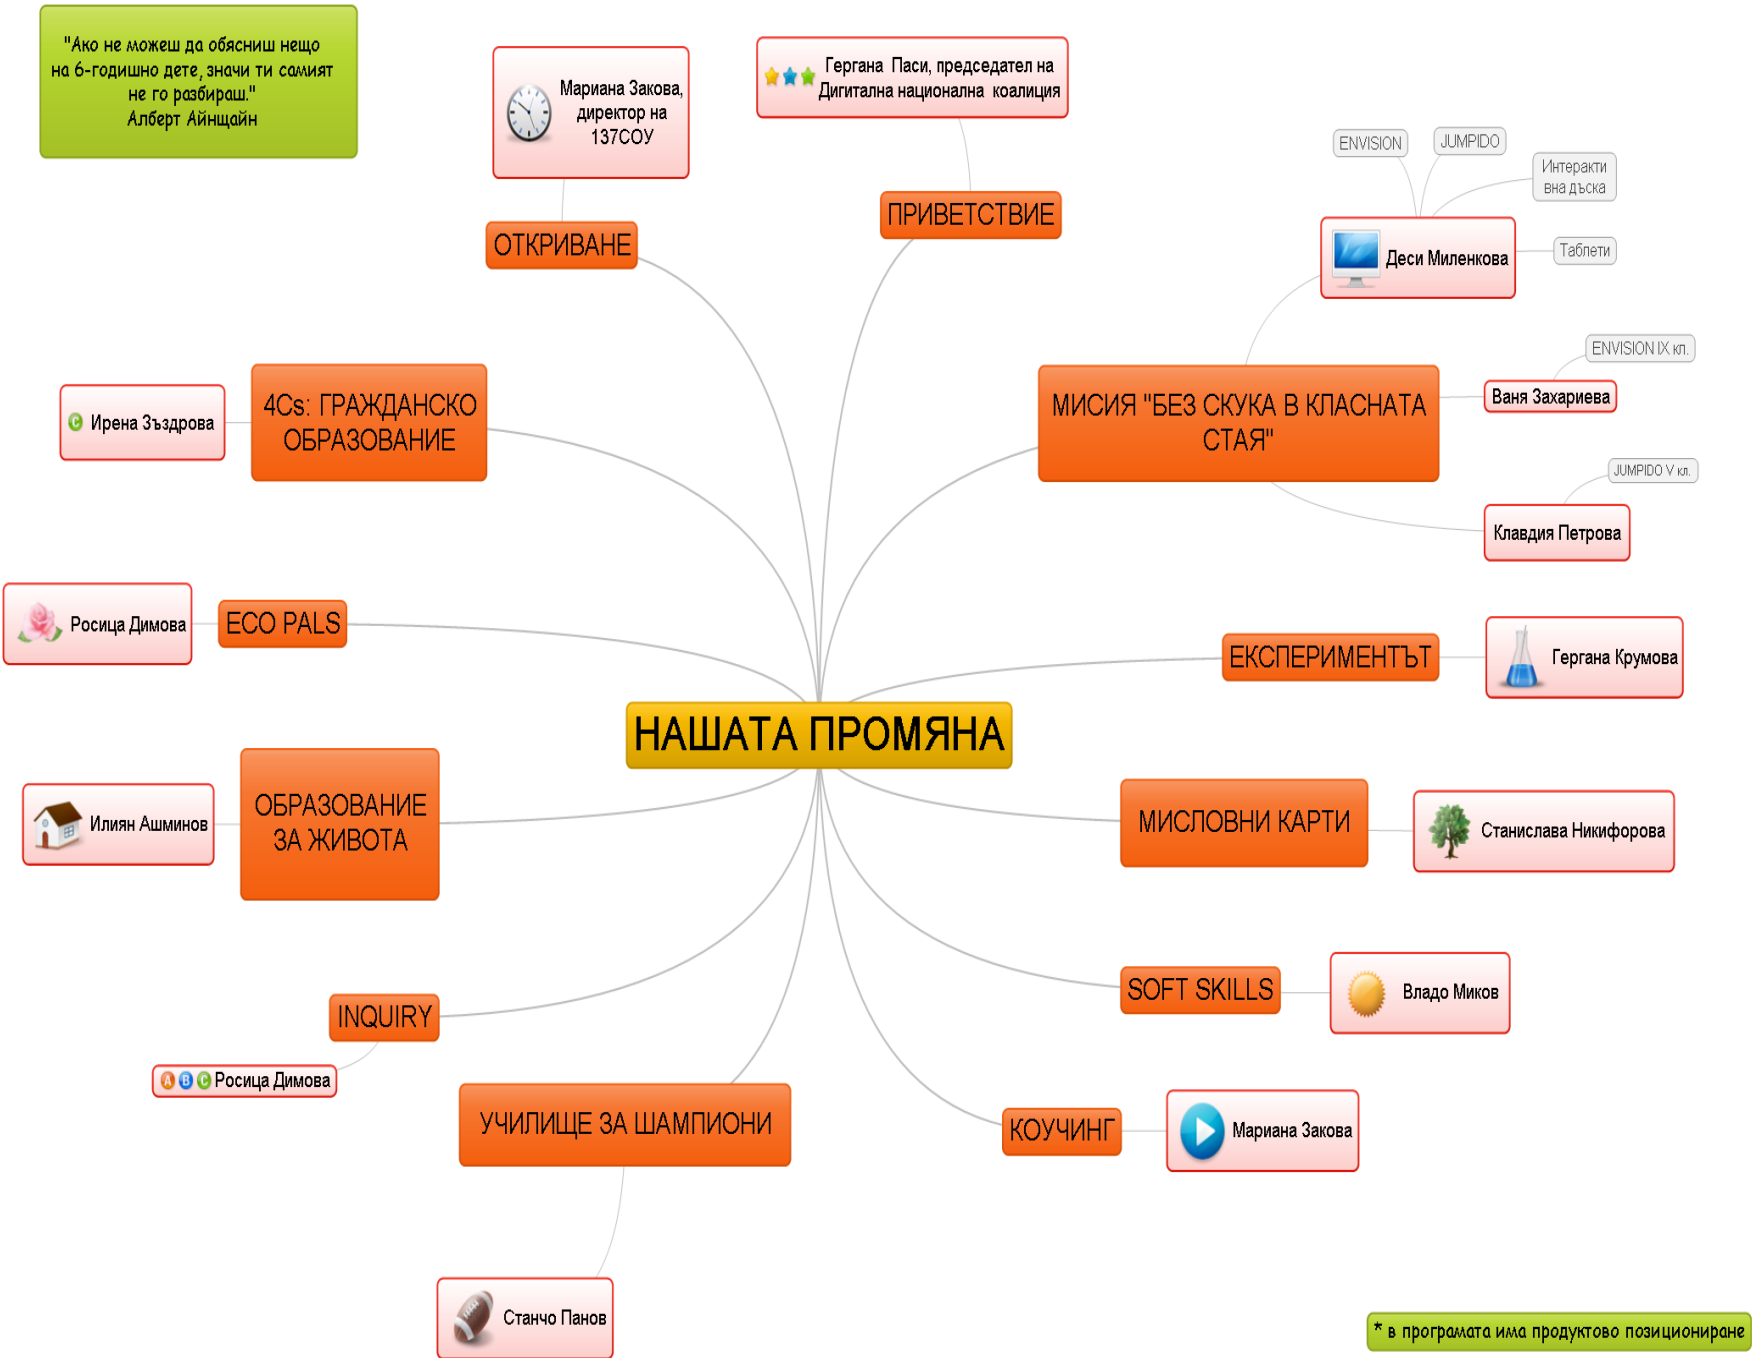 "Ако не можеш да обясниш нещо
на 6-годишно дете, значи ти самият
не го разбираш."
Алберт Айнщайн
Мариана Закова,
директор на
137СОУ
ОТКРИВАНЕ
Гергана  Паси, председател на
Дигитална национална  коалиция
ПРИВЕТСТВИЕ
ENVISION
JUMPIDO
Интеракти
вна дъска
Таблети
Деси Миленкова
МИСИЯ "БЕЗ СКУКА В КЛАСНАТА
СТАЯ"
ENVISION IX кл.
Ваня Захариева
JUMPIDO V кл.
Клавдия Петрова
4Cs: ГРАЖДАНСКО
ОБРАЗОВАНИЕ
C Ирена Зъздрова
ECO PALS
Росица Димова
ЕКСПЕРИМЕНТЪТ
Гергана Крумова
НАШАТА ПРОМЯНА
ОБРАЗОВАНИЕ
ЗА ЖИВОТА
Илиян Ашминов
МИСЛОВНИ КАРТИ
Станислава Никифорова
SOFT SKILLS
Владо Миков
INQUIRY
A B C Росица Димова
УЧИЛИЩЕ ЗА ШАМПИОНИ
Станчо Панов
КОУЧИНГ
Мариана Закова
* в програмата има продуктово позициониране